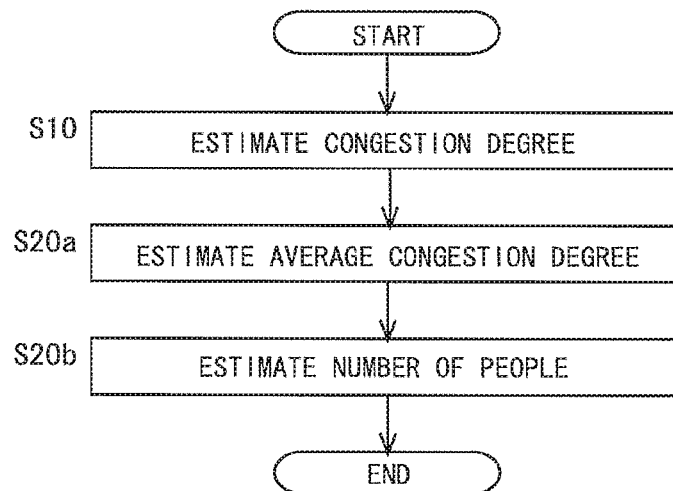 START
S10 ESTIMATE CONGESTION DEGREE
S20a ESTIMATE AVERAGE CONGESTION DEGREE
S20b ESTIMATE NUMBER OF PEOPLE
END